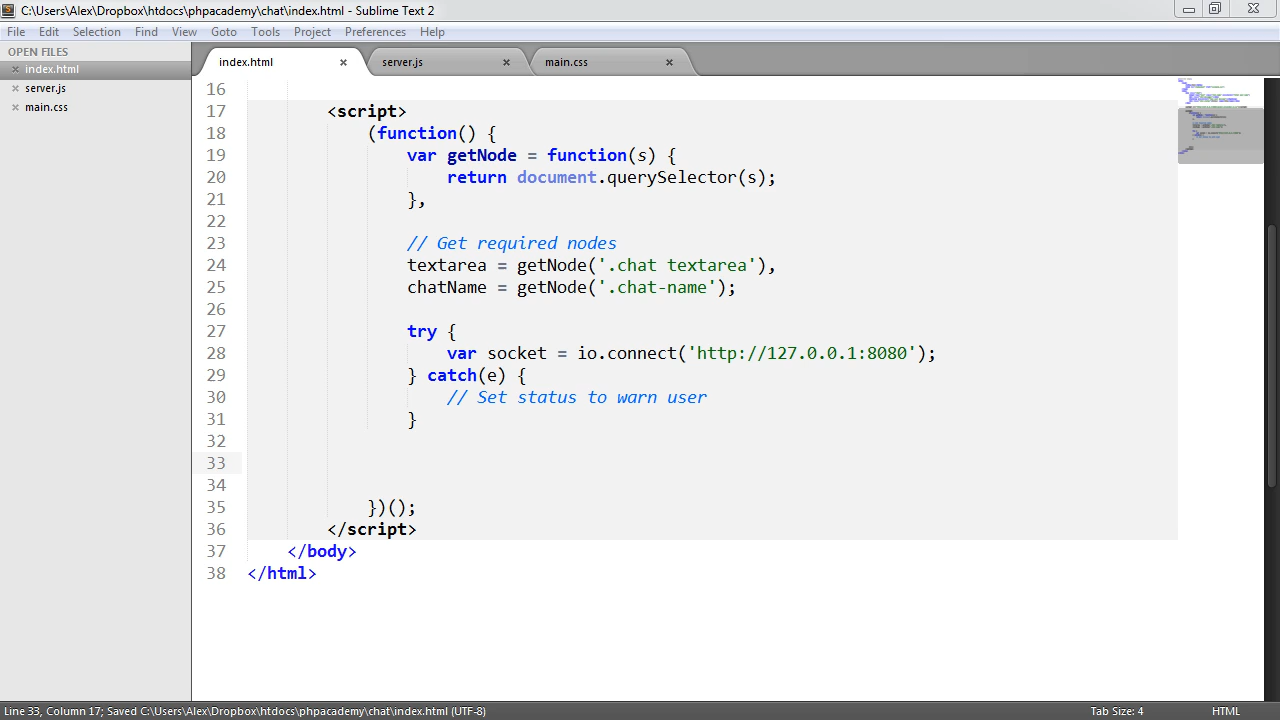 C:\Users\Alex\Dropbox\htdocs\phpacademy\chat\index.html - Sublime Text 2
File Edit Selection Find View Goto Tools Project Preferences Help
OPEN FILES
index.html
server.js
main.css
index.html server.js main.css
16
17 <script>
18 (function() {
19 var getNode = function(s) {
20 return document.querySelector(s);
21 },
22
23 // Get required nodes
24 textarea = getNode('.chat textarea'),
25 chatName = getNode('.chat-name');
26
27 try {
28 var socket = io.connect('http://127.0.0.1:8080');
29 } catch(e) {
30 // Set status to warn user
31 }
32
33
34
35 })();
36 </script>
37 </body>
38 </html>
Line 33, Column 17; Saved C:\Users\Alex\Dropbox\htdocs\phpacademy\chat\index.html (UTF-8) Tab Size: 4 HTML